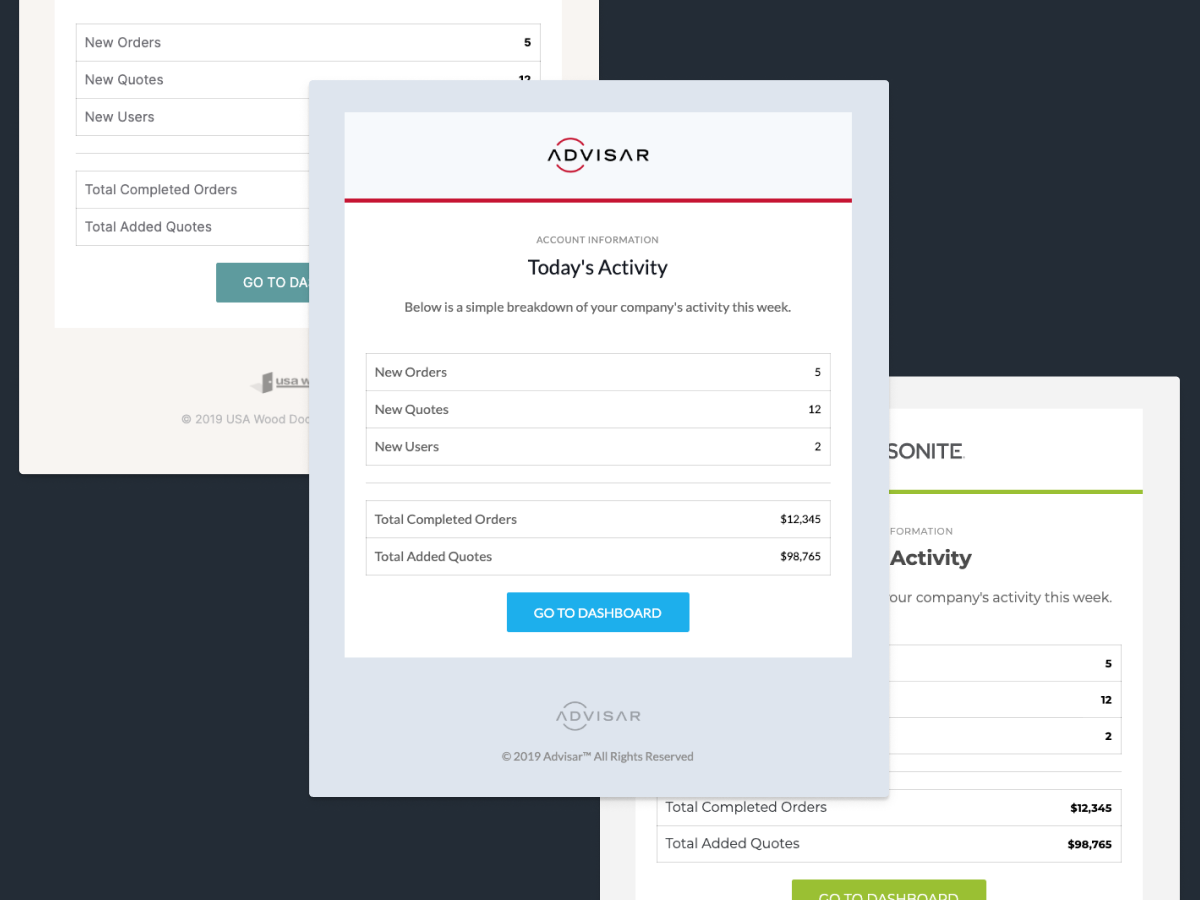 New Orders 5
New Quotes 12
New Users
Total Completed Orders
Total Added Quotes
GO TO
usa
© 2019 USA Wood
ADVISAR
ACCOUNT INFORMATION
Today's Activity
Below is a simple breakdown of your company's activity this week.
New Orders 5
New Quotes 12
New Users 2
Total Completed Orders $12,345
Total Added Quotes $98,765
GO TO DASHBOARD
ADVISAR
© 2019 Advisar™ All Rights Reserved
SONITE
FORMATION
Activity
our company's activity this week.
5
12
2
Total Completed Orders $12,345
Total Added Quotes $98,765
GO TO DASHBOARD